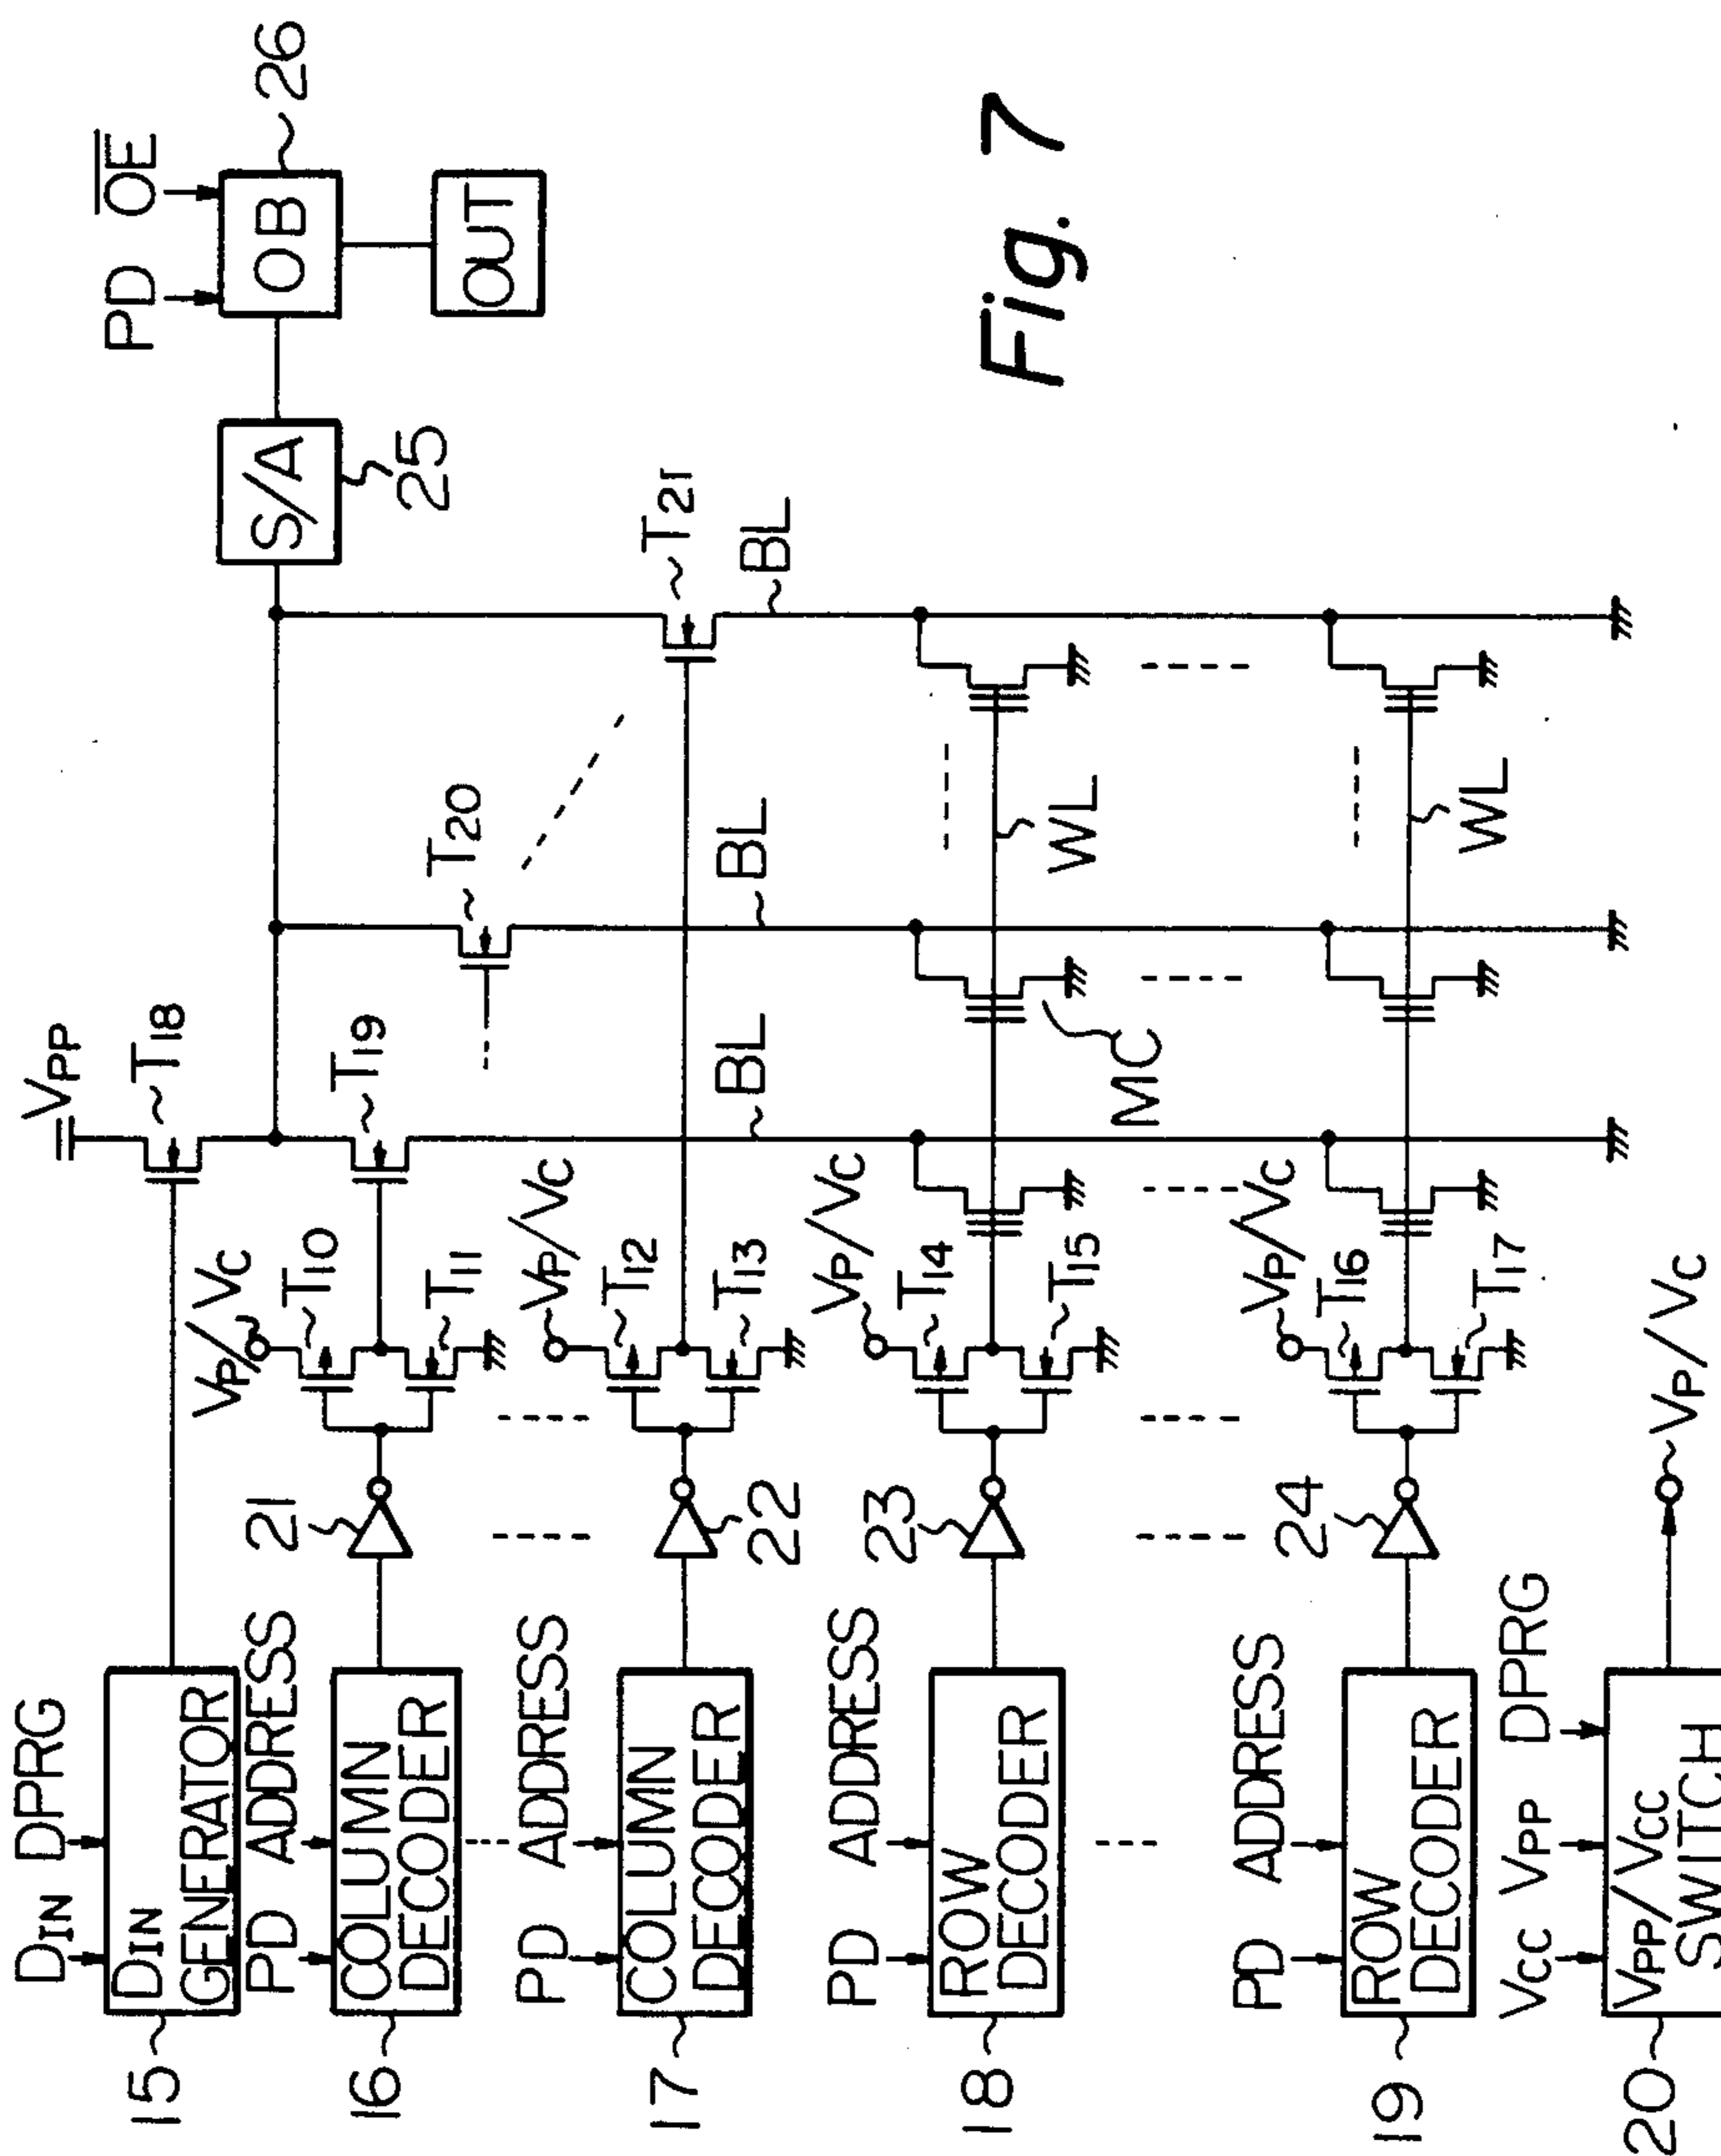 Fig. 7
DIN
DPRG
15
DIN
GENERATOR
VPP
T18
PD
ADDRESS
16
COLUMN
DECODER
21
VP/VC
T10
T11
T19
T20
T21
S/A
25
PD
OE
OB
26
OUT
PD
ADDRESS
17
COLUMN
DECODER
22
VP/VC
T12
T13
BL
BL
BL
PD
ADDRESS
18
ROW
DECODER
23
VP/VC
T14
T15
MC
WL
PD
ADDRESS
19
ROW
DECODER
24
VP/VC
T16
T17
WL
VCC
VPP
DPRG
20
VPP/VCC
SWITCH
VP/VC